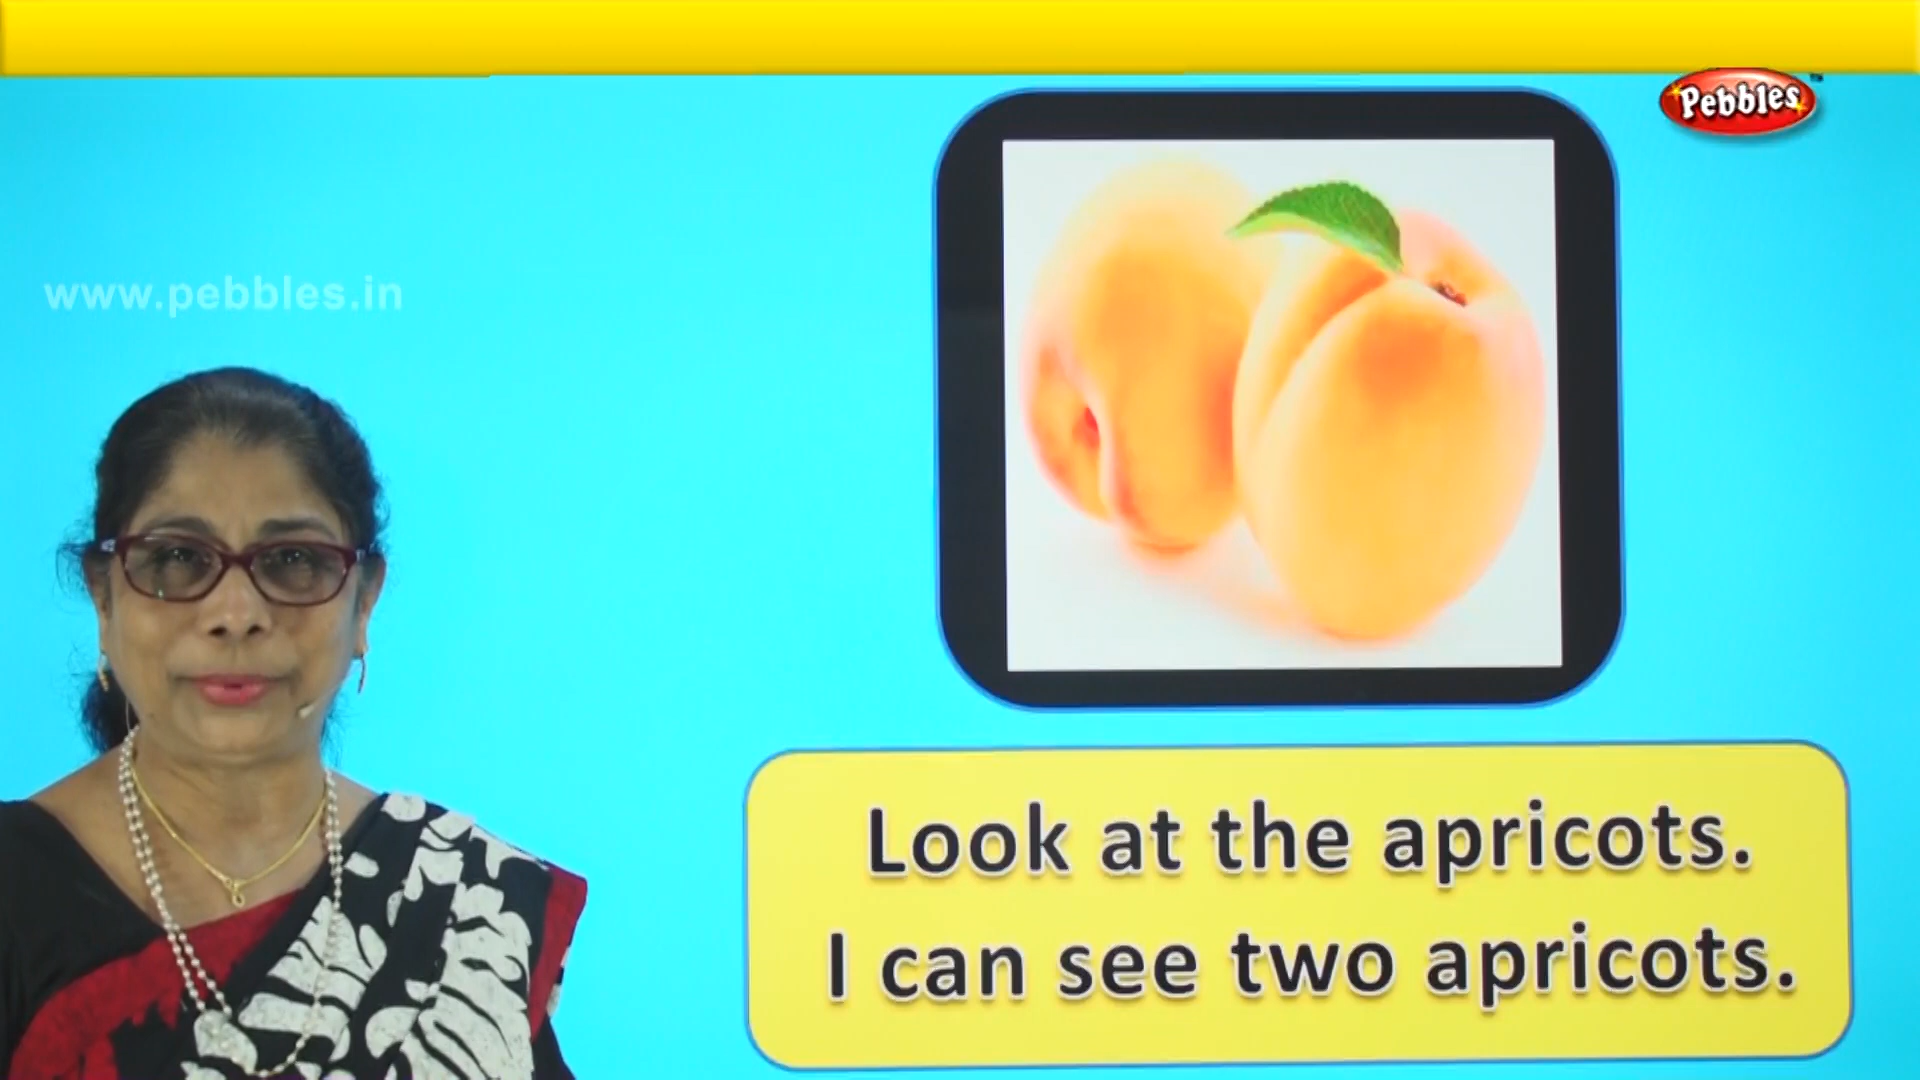 Pebbles
www.pebbles.in
Look at the apricots.
I can see two apricots.